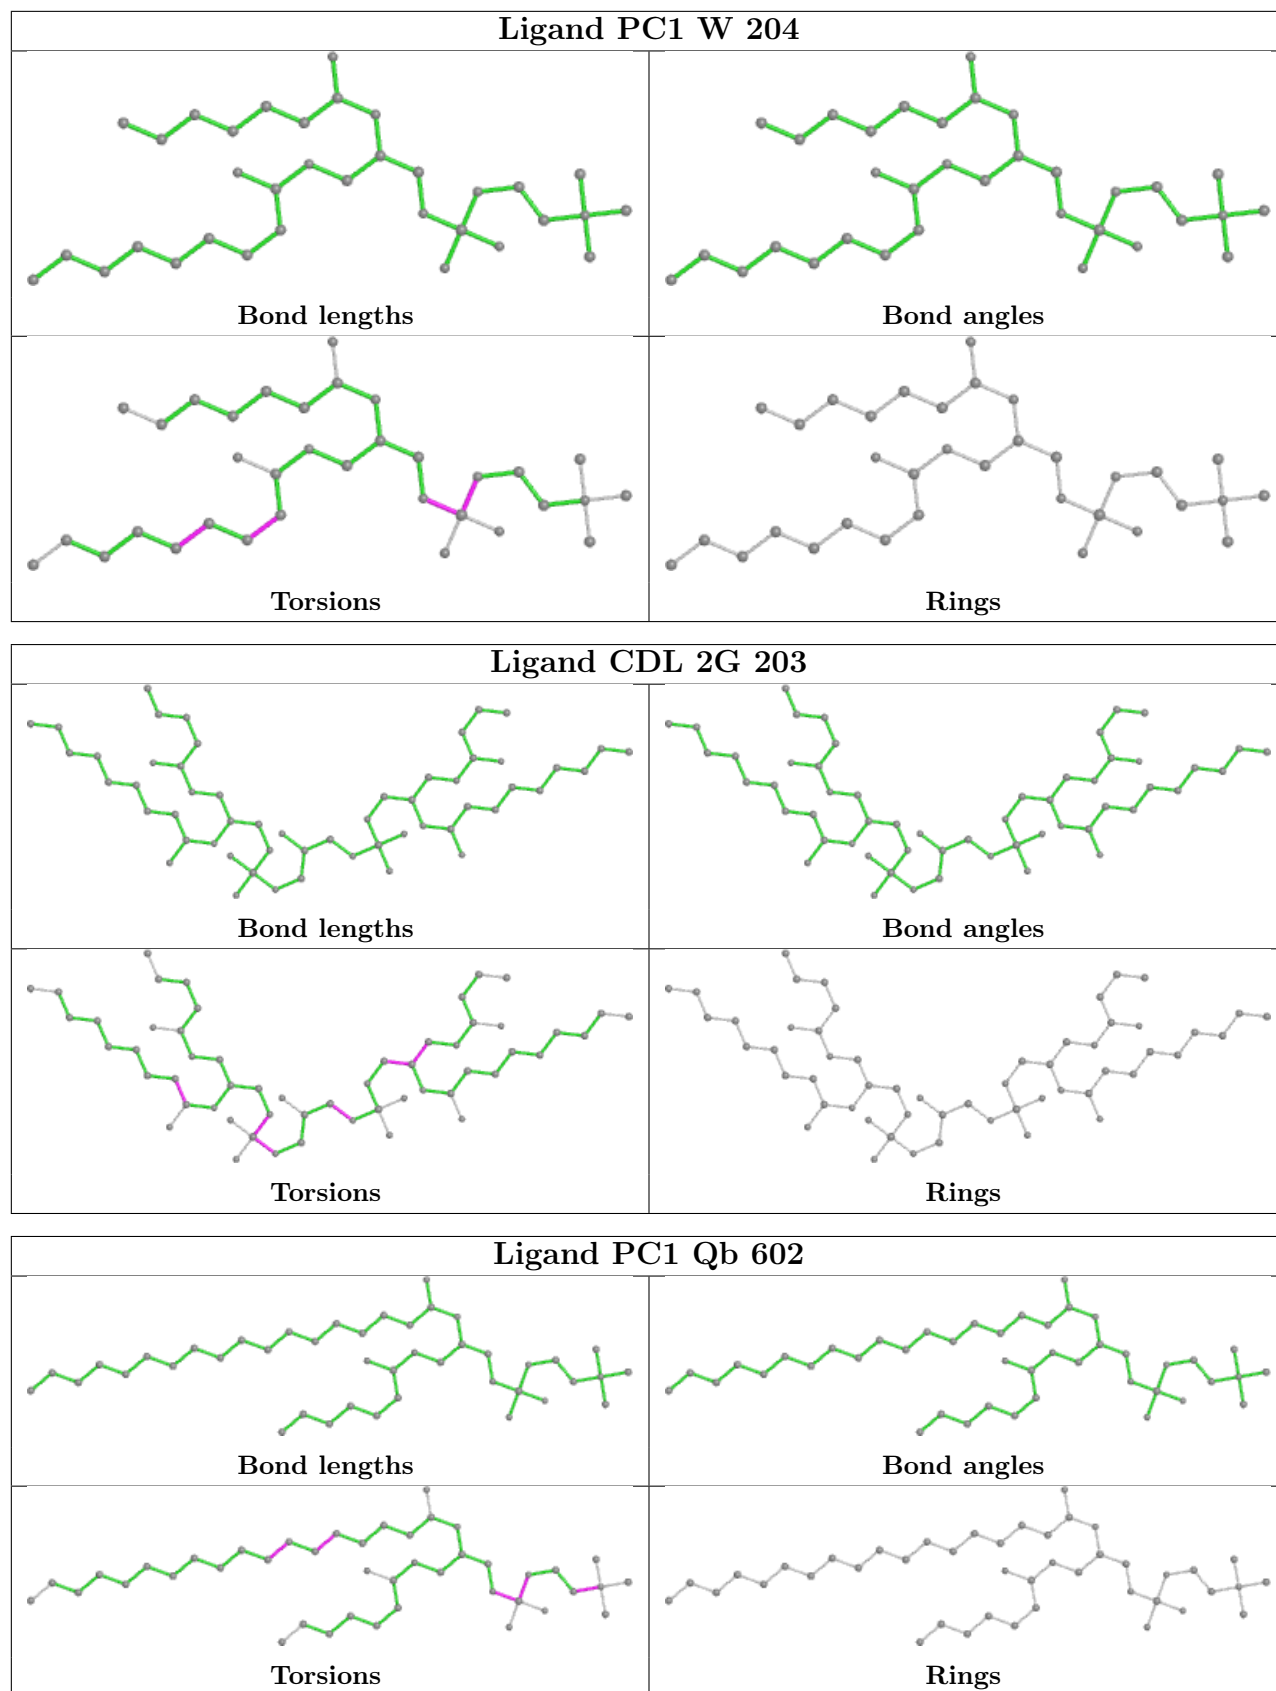 Ligand PC1 W 204
Bond lengths
Bond angles
Torsions
Rings
Ligand CDL 2G 203
Bond lengths
Bond angles
Torsions
Rings
Ligand PC1 Qb 602
Bond lengths
Bond angles
Torsions
Rings